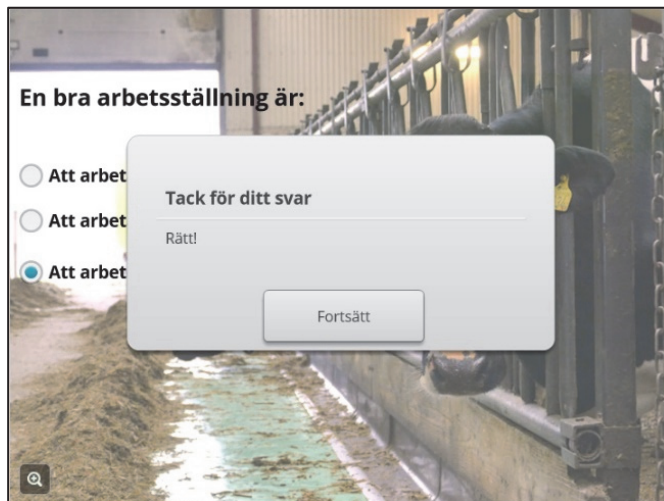 En bra arbetsställning är:
Att arbet
Att arbet
Att arbet
Tack för ditt svar
Rätt!
Fortsätt